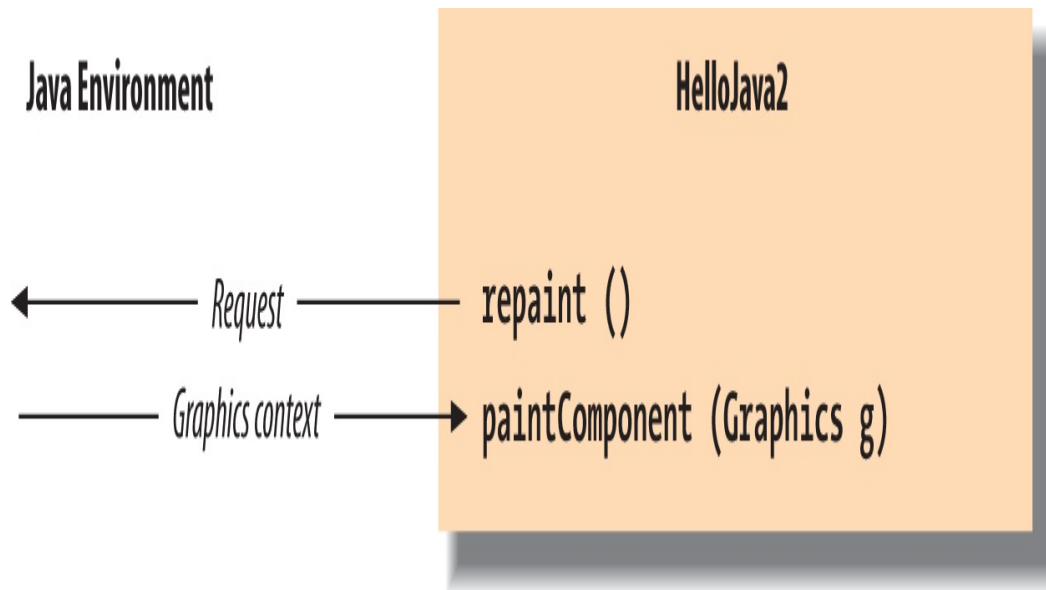 Java Environment
HelloJava2
Request
repaint ()
Graphics context
paintComponent (Graphics g)